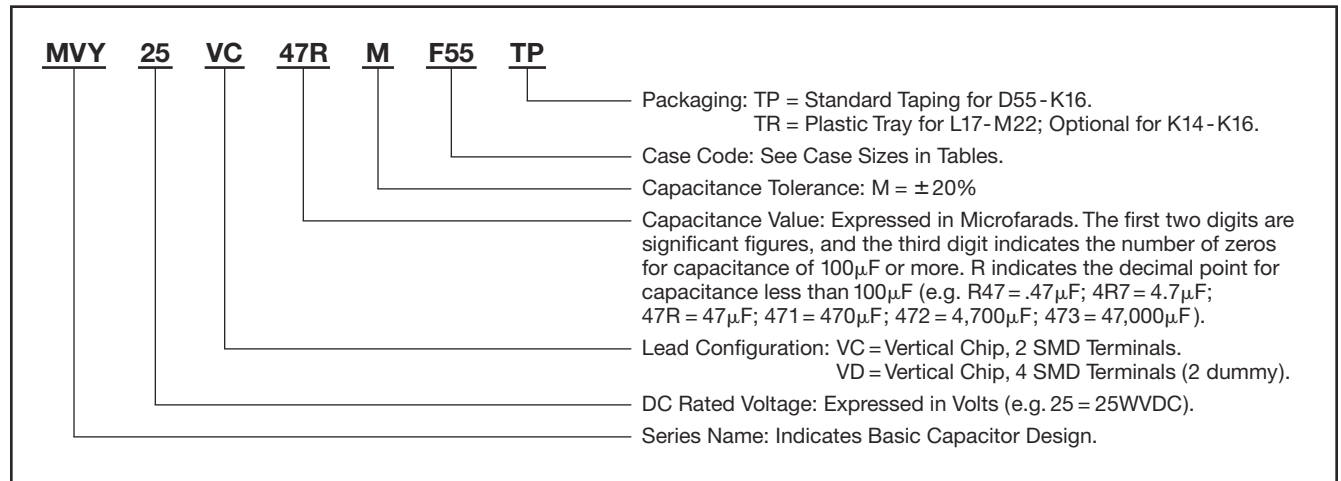 MVY 25 VC 47R M F55 TP
Packaging: TP = Standard Taping for D55-K16.
TR = Plastic Tray for L17-M22; Optional for K14-K16.
Case Code: See Case Sizes in Tables.
Capacitance Tolerance: M = ±20%
Capacitance Value: Expressed in Microfarads. The first two digits are
significant figures, and the third digit indicates the number of zeros
for capacitance of 100µF or more. R indicates the decimal point for
capacitance less than 100µF (e.g. R47 = .47µF; 4R7 = 4.7µF;
47R = 47µF; 471 = 470µF; 472 = 4,700µF; 473 = 47,000µF).
Lead Configuration: VC = Vertical Chip, 2 SMD Terminals.
VD = Vertical Chip, 4 SMD Terminals (2 dummy).
DC Rated Voltage: Expressed in Volts (e.g. 25 = 25WVDC).
Series Name: Indicates Basic Capacitor Design.